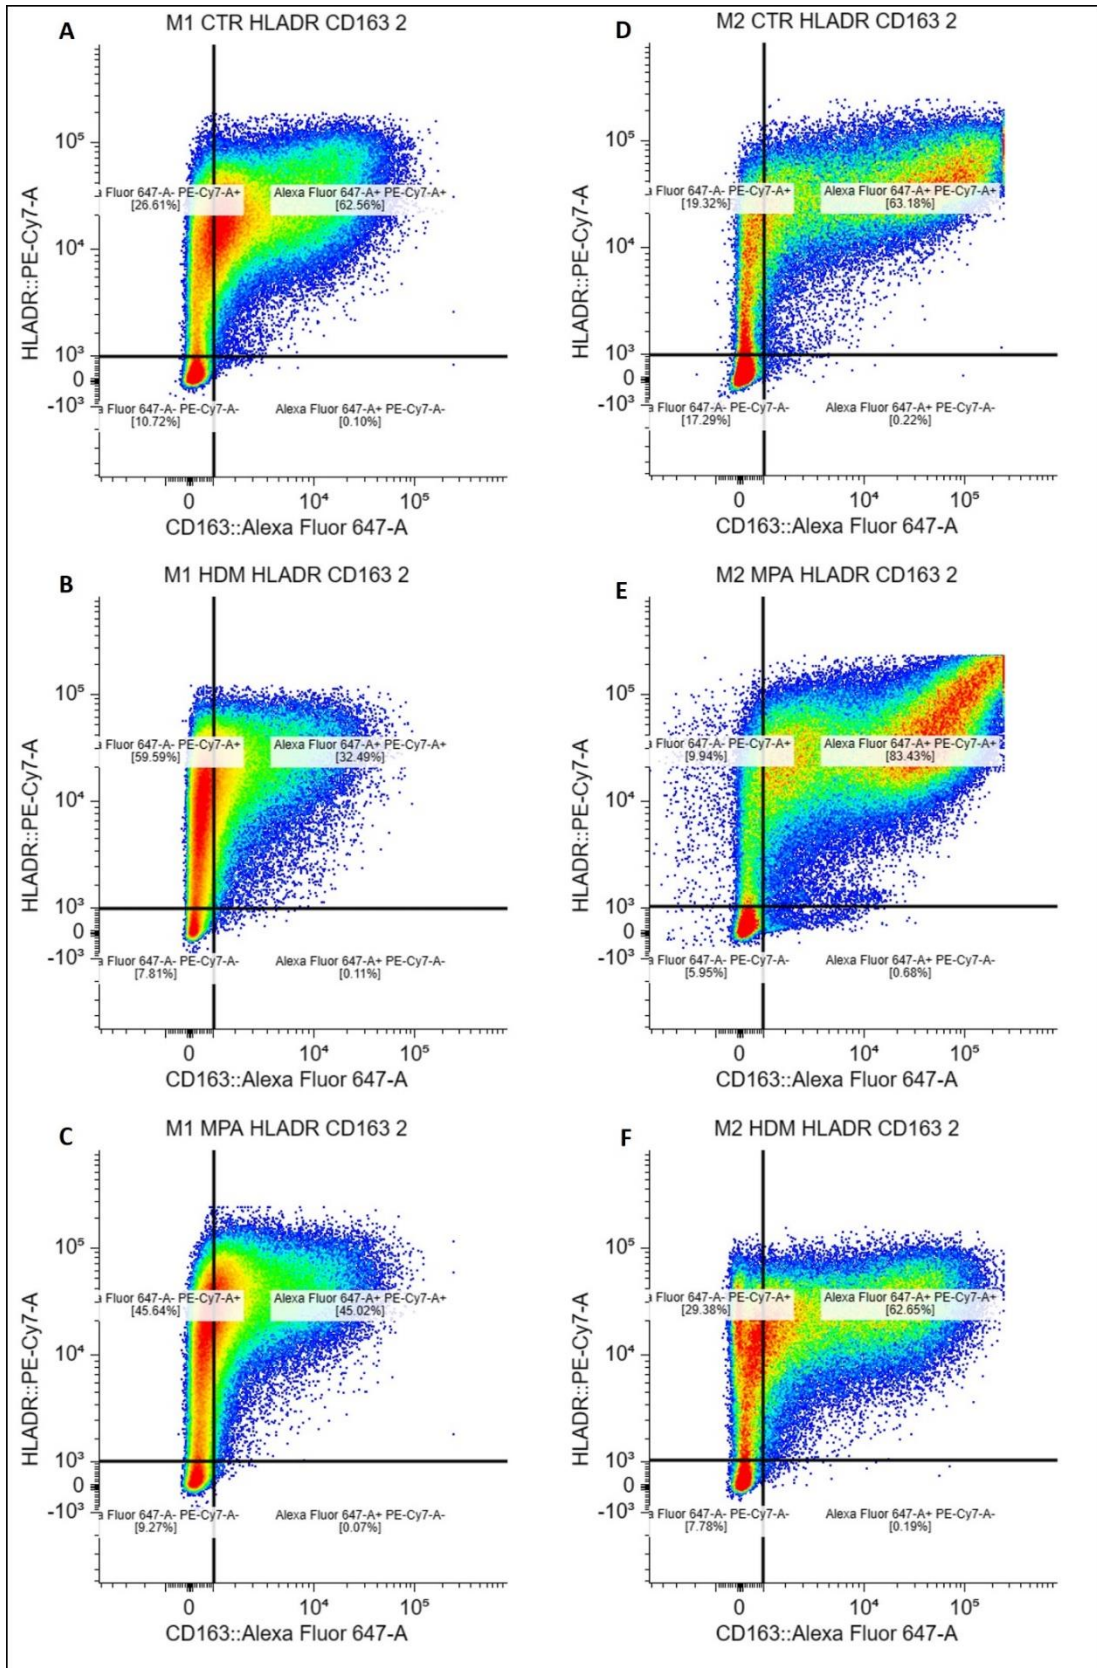 A
M1 CTR HLADR CD163 2
10⁵
10⁴
10³
0
-10³
HLADR::PE-Cy7-A
a Fluor 647-A- PE-Cy7-A+
[26.61%]
Alexa Fluor 647-A+ PE-Cy7-A+
[62.56%]
a Fluor 647-A- PE-Cy7-A-
[10.72%]
Alexa Fluor 647-A+ PE-Cy7-A-
[0.10%]
0
10⁴
10⁵
CD163::Alexa Fluor 647-A
D
M2 CTR HLADR CD163 2
10⁵
10⁴
10³
0
-10³
HLADR::PE-Cy7-A
a Fluor 647-A- PE-Cy7-A+
[19.32%]
Alexa Fluor 647-A+ PE-Cy7-A+
[63.18%]
a Fluor 647-A- PE-Cy7-A-
[17.29%]
Alexa Fluor 647-A+ PE-Cy7-A-
[0.22%]
0
10⁴
10⁵
CD163::Alexa Fluor 647-A
B
M1 HDM HLADR CD163 2
10⁵
10⁴
10³
0
-10³
HLADR::PE-Cy7-A
a Fluor 647-A- PE-Cy7-A+
[59.59%]
Alexa Fluor 647-A+ PE-Cy7-A+
[32.49%]
a Fluor 647-A- PE-Cy7-A-
[7.81%]
Alexa Fluor 647-A+ PE-Cy7-A-
[0.11%]
0
10⁴
10⁵
CD163::Alexa Fluor 647-A
E
M2 MPA HLADR CD163 2
10⁵
10⁴
10³
0
-10³
HLADR::PE-Cy7-A
a Fluor 647-A- PE-Cy7-A+
[9.94%]
Alexa Fluor 647-A+ PE-Cy7-A+
[83.43%]
a Fluor 647-A- PE-Cy7-A-
[5.95%]
Alexa Fluor 647-A+ PE-Cy7-A-
[0.68%]
0
10⁴
10⁵
CD163::Alexa Fluor 647-A
C
M1 MPA HLADR CD163 2
10⁵
10⁴
10³
0
-10³
HLADR::PE-Cy7-A
a Fluor 647-A- PE-Cy7-A+
[45.64%]
Alexa Fluor 647-A+ PE-Cy7-A+
[45.02%]
a Fluor 647-A- PE-Cy7-A-
[9.27%]
Alexa Fluor 647-A+ PE-Cy7-A-
[0.07%]
0
10⁴
10⁵
CD163::Alexa Fluor 647-A
F
M2 HDM HLADR CD163 2
10⁵
10⁴
10³
0
-10³
HLADR::PE-Cy7-A
a Fluor 647-A- PE-Cy7-A+
[29.38%]
Alexa Fluor 647-A+ PE-Cy7-A+
[62.65%]
a Fluor 647-A- PE-Cy7-A-
[7.78%]
Alexa Fluor 647-A+ PE-Cy7-A-
[0.19%]
0
10⁴
10⁵
CD163::Alexa Fluor 647-A